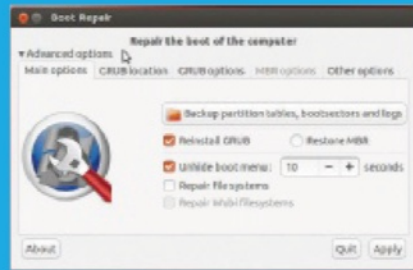 Boot Repair
Repair the boot of the computer
Advanced options
Main options GRUB location GRUB options MBR options Other options
Backup partition tables, bootsectors and logs
Reinstall GRUB Restore MBR
Unhide boot menu: 10 - + seconds
Repair file systems
Repair Wubi filesystems
About Quit Apply